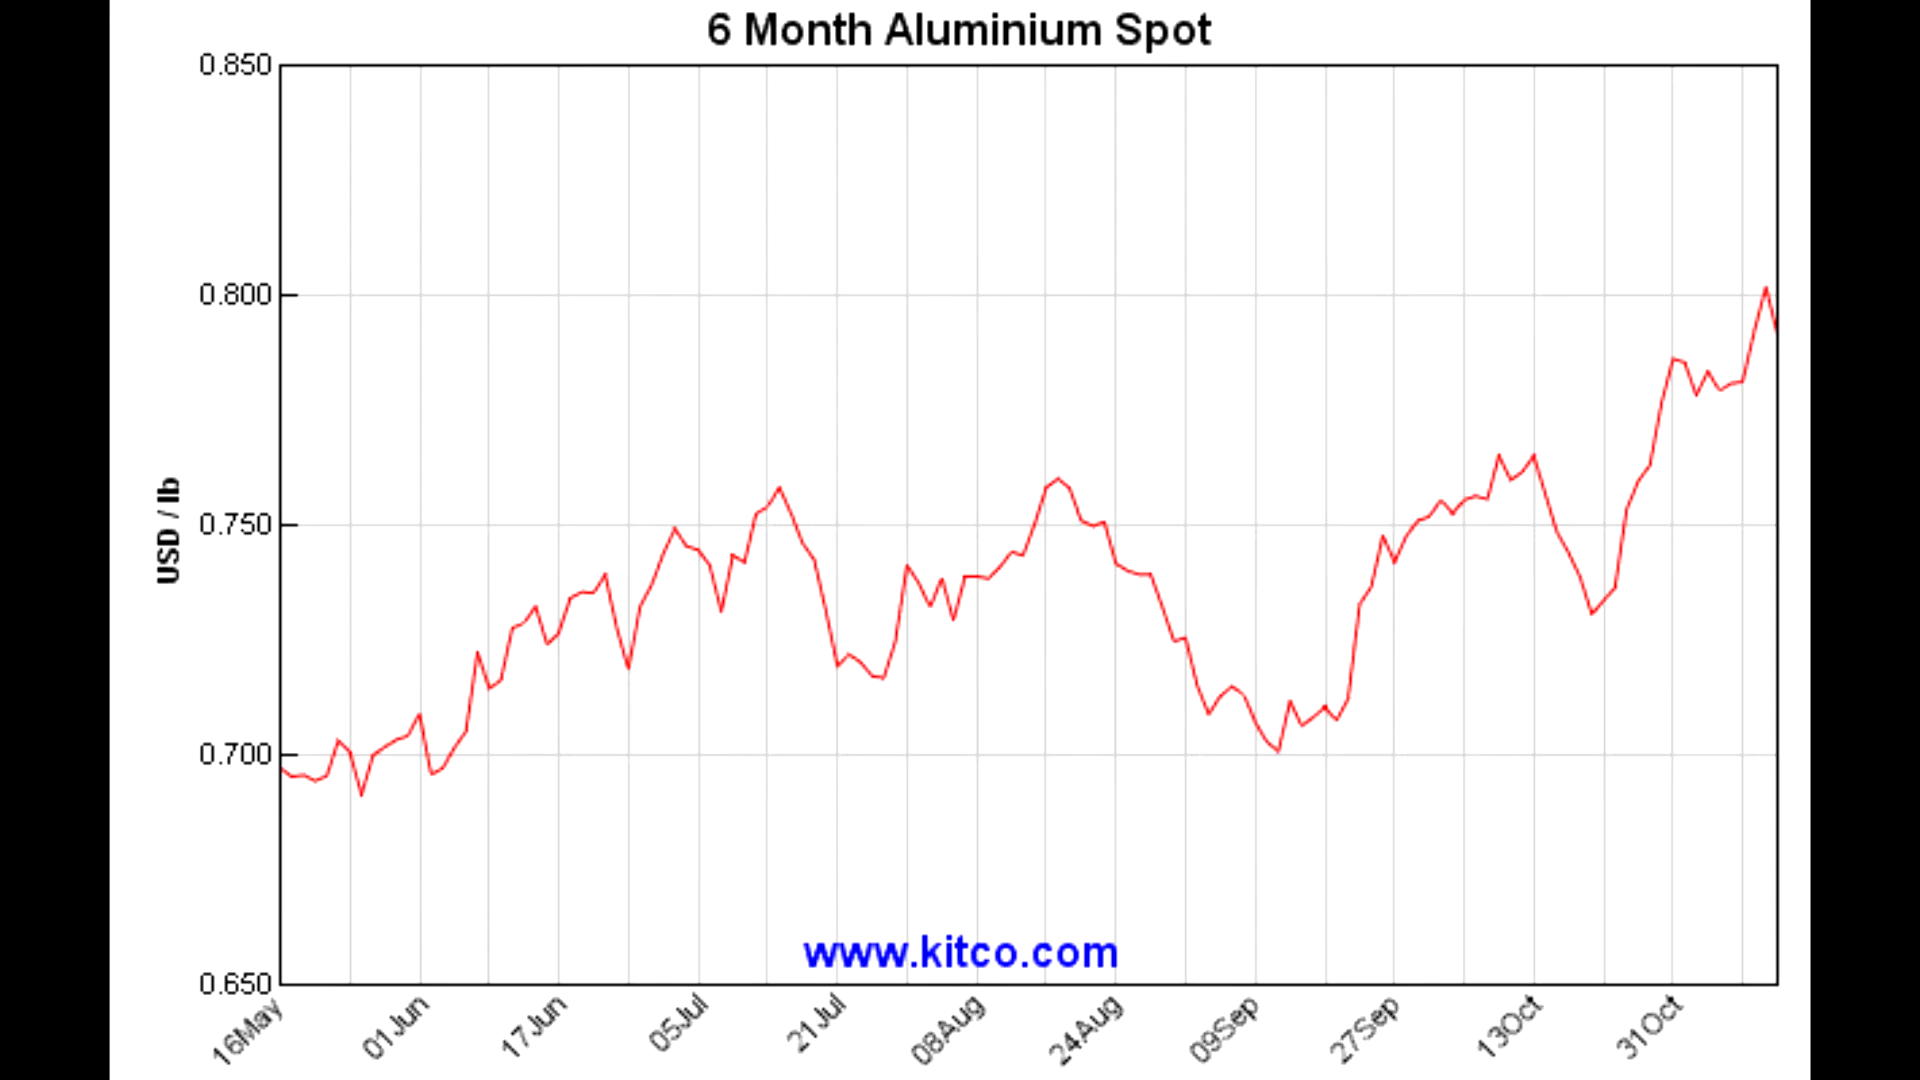 6 Month Aluminium Spot
0.850
0.800
0.750
0.700
0.650
USD / lb
www.kitco.com
16May
01Jun
17Jun
05Jul
21Jul
08Aug
24Aug
09Sep
27Sep
13Oct
31Oct